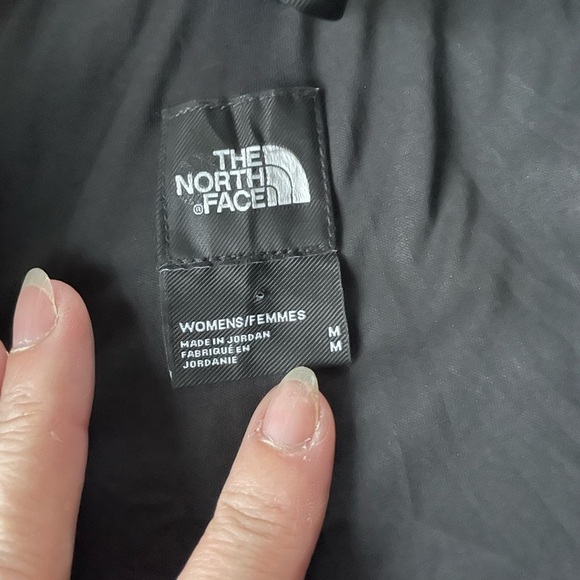 THE
NORTH
®FACE
WOMENS/FEMMES
MADE IN JORDAN M
FABRIQUÉ EN M
JORDANIE